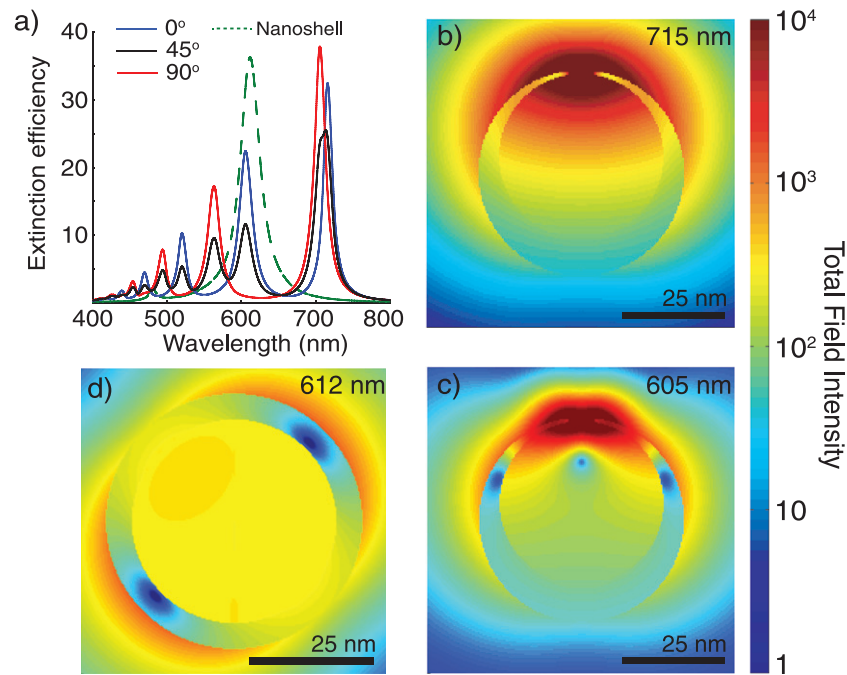 a)
0°
45°
90°
Nanoshell
40
30
20
10
Extinction efficiency
400
500
600
700
800
Wavelength (nm)
b)
715 nm
25 nm
d)
612 nm
25 nm
c)
605 nm
25 nm
10⁴
10³
10²
10
1
Total Field Intensity